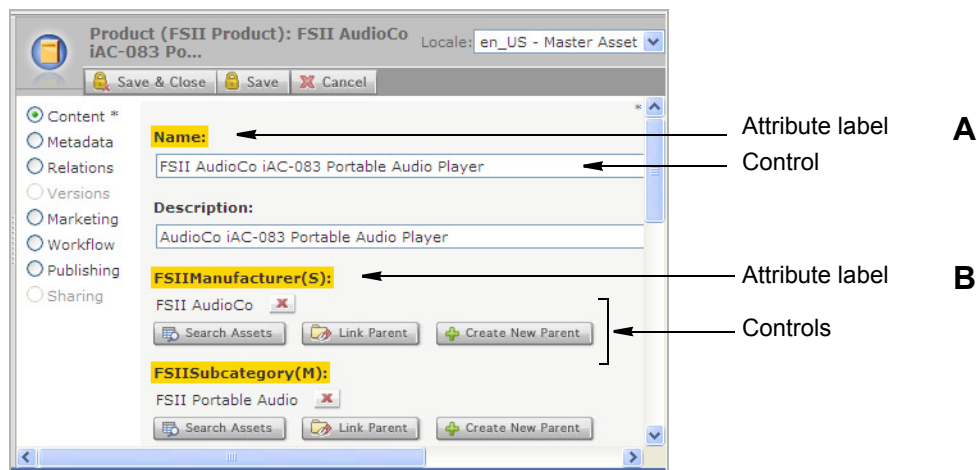 Product (FSII Product): FSII AudioCo
iAC-083 Po...
Locale: en_US - Master Asset
Save & Close Save Cancel
Content *
Metadata
Relations
Versions
Marketing
Workflow
Publishing
Sharing
*
Name:
FSII AudioCo iAC-083 Portable Audio Player
Description:
AudioCo iAC-083 Portable Audio Player
FSIIManufacturer(S):
FSII AudioCo
Search Assets Link Parent Create New Parent
FSIISubcategory(M):
FSII Portable Audio
Search Assets Link Parent Create New Parent
Attribute label A
Control
Attribute label B
Controls